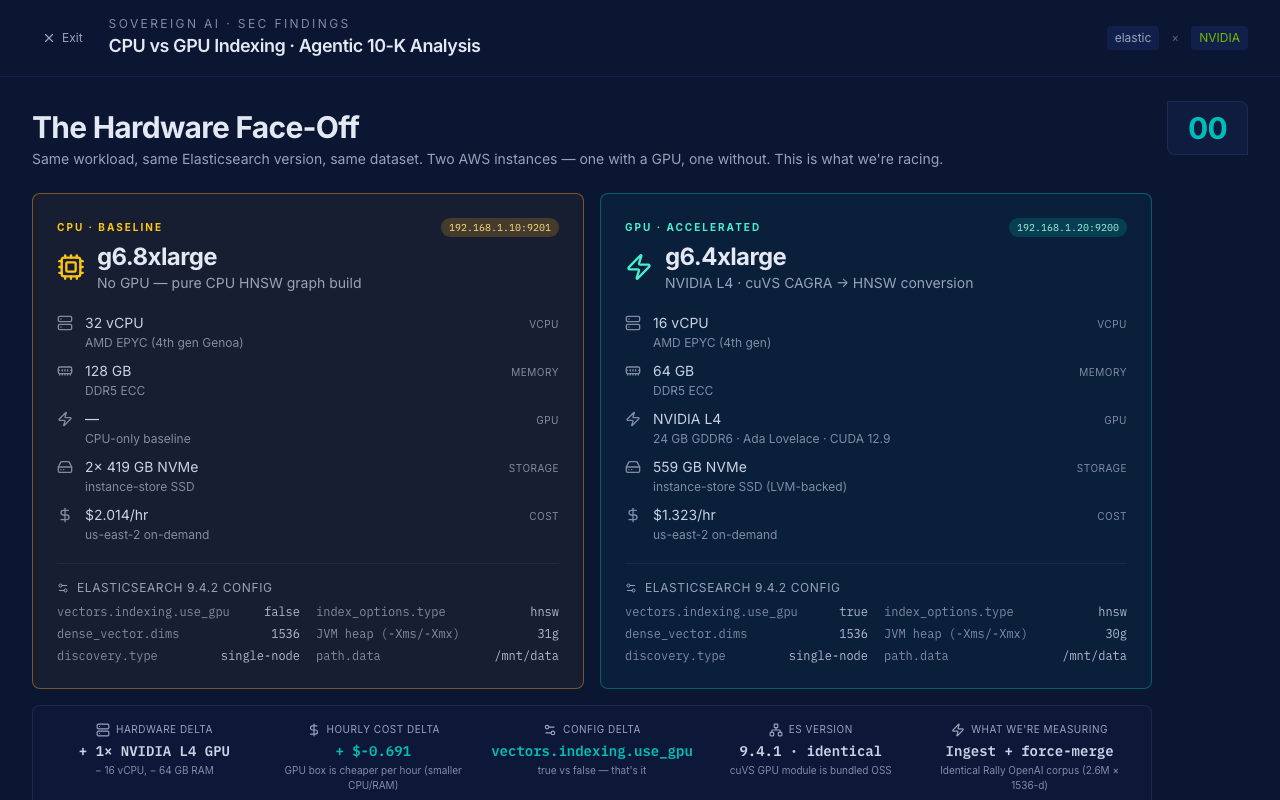 Exit
SOVEREIGN AI · SEC FINDINGS
CPU vs GPU Indexing · Agentic 10-K Analysis
elastic × NVIDIA
The Hardware Face-Off
Same workload, same Elasticsearch version, same dataset. Two AWS instances — one with a GPU, one without. This is what we're racing.
00
CPU · BASELINE
192.168.1.10:9201
g6.8xlarge
No GPU — pure CPU HNSW graph build
32 vCPU VCPU
AMD EPYC (4th gen Genoa)
128 GB MEMORY
DDR5 ECC
— GPU
CPU-only baseline
2× 419 GB NVMe STORAGE
instance-store SSD
$2.014/hr COST
us-east-2 on-demand
ELASTICSEARCH 9.4.2 CONFIG
vectors.indexing.use_gpu false index_options.type hnsw
dense_vector.dims 1536 JVM heap (-Xms/-Xmx) 31g
discovery.type single-node path.data /mnt/data
GPU · ACCELERATED
192.168.1.20:9200
g6.4xlarge
NVIDIA L4 · cuVS CAGRA → HNSW conversion
16 vCPU VCPU
AMD EPYC (4th gen)
64 GB MEMORY
DDR5 ECC
NVIDIA L4 GPU
24 GB GDDR6 · Ada Lovelace · CUDA 12.9
559 GB NVMe STORAGE
instance-store SSD (LVM-backed)
$1.323/hr COST
us-east-2 on-demand
ELASTICSEARCH 9.4.2 CONFIG
vectors.indexing.use_gpu true index_options.type hnsw
dense_vector.dims 1536 JVM heap (-Xms/-Xmx) 30g
discovery.type single-node path.data /mnt/data
HARDWARE DELTA
+ 1× NVIDIA L4 GPU
− 16 vCPU, − 64 GB RAM
HOURLY COST DELTA
+ $-0.691
GPU box is cheaper per hour (smaller
CPU/RAM)
CONFIG DELTA
vectors.indexing.use_gpu
true vs false — that's it
ES VERSION
9.4.1 · identical
cuVS GPU module is bundled OSS
WHAT WE'RE MEASURING
Ingest + force-merge
Identical Rally OpenAI corpus (2.6M ×
1536-d)